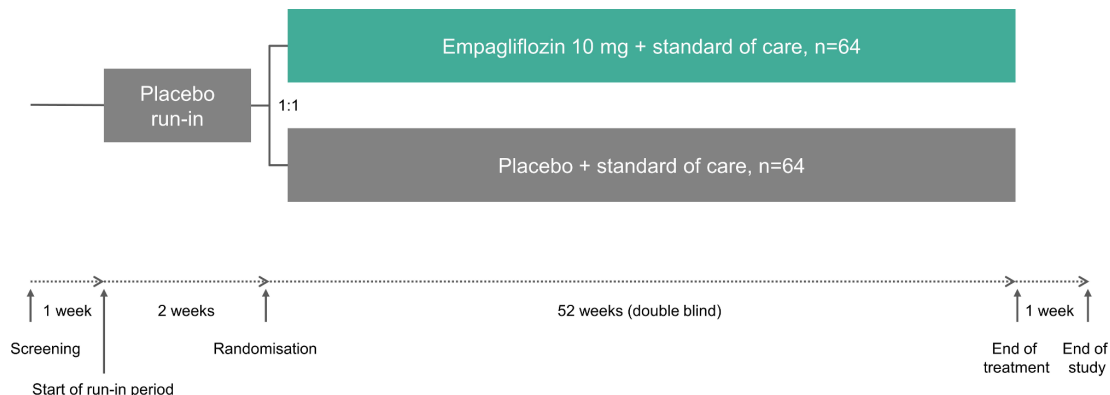 Empagliflozin 10 mg + standard of care, n=64
Placebo
run-in
1:1
Placebo + standard of care, n=64
1 week
2 weeks
52 weeks (double blind)
1 week
Screening
Randomisation
End of
treatment
End of
study
Start of run-in period